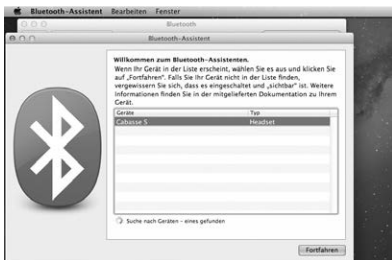 Bluetooth-Assistent Bearbeiten Fenster
Bluetooth
Bluetooth-Assistent
Willkommen zum Bluetooth-Assistenten.
Wenn Ihr Gerät in der Liste erscheint, wählen Sie es aus und klicken Sie
auf „Fortfahren“. Falls Sie Ihr Gerät nicht in der Liste finden,
vergewissern Sie sich, dass es eingeschaltet und „sichtbar“ ist. Weitere
Informationen finden Sie in der mitgelieferten Dokumentation zu Ihrem
Gerät.
Geräte Typ
Cabasse S Headset
Suche nach Geräten - eines gefunden
Fortfahren